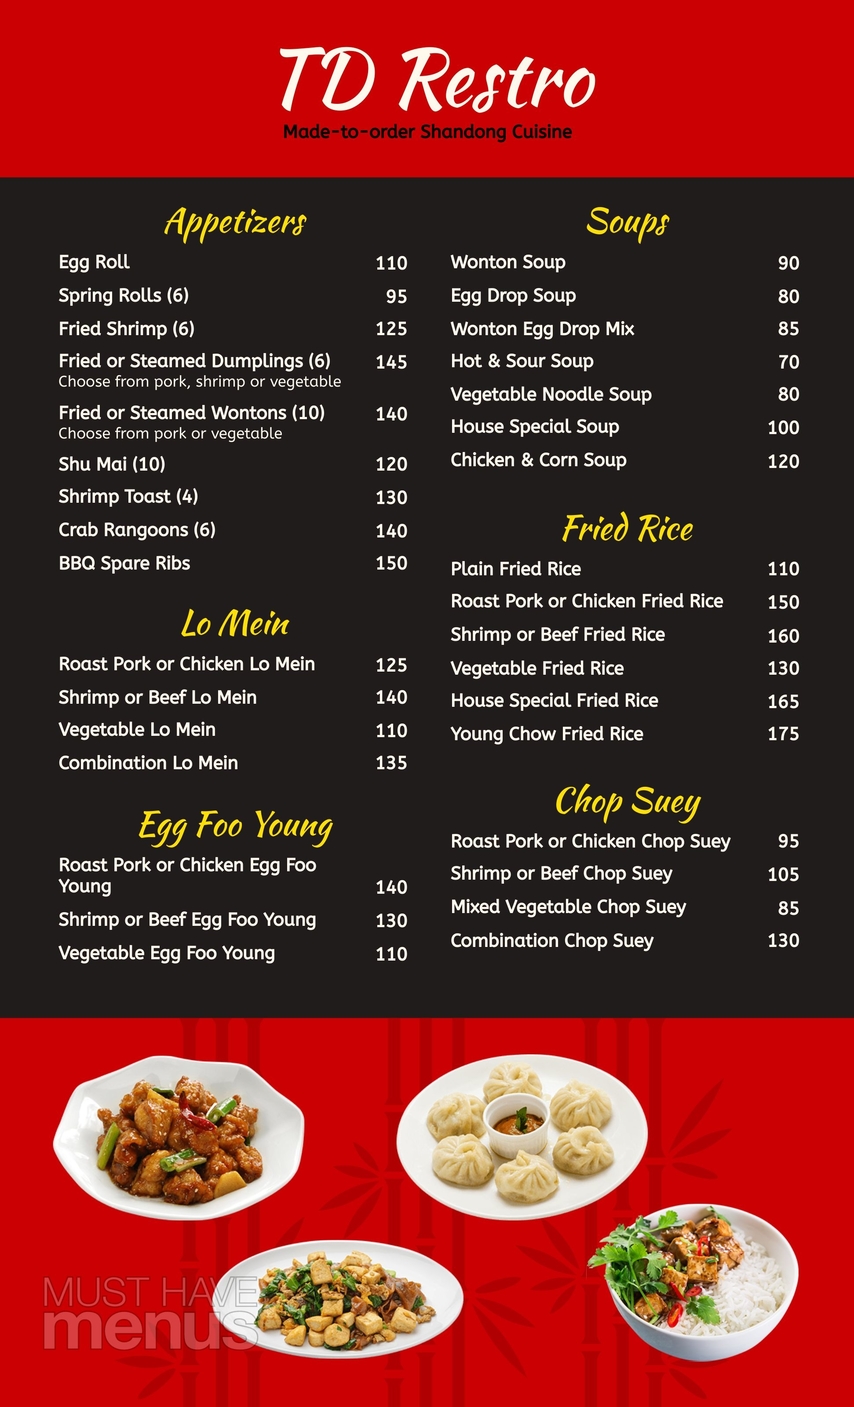 TD Restro
Made-to-order Shandong Cuisine
Appetizers
Egg Roll 110
Spring Rolls (6) 95
Fried Shrimp (6) 125
Fried or Steamed Dumplings (6) 145
Choose from pork, shrimp or vegetable
Fried or Steamed Wontons (10) 140
Choose from pork or vegetable
Shu Mai (10) 120
Shrimp Toast (4) 130
Crab Rangoons (6) 140
BBQ Spare Ribs 150
Lo Mein
Roast Pork or Chicken Lo Mein 125
Shrimp or Beef Lo Mein 140
Vegetable Lo Mein 110
Combination Lo Mein 135
Egg Foo Young
Roast Pork or Chicken Egg Foo
Young 140
Shrimp or Beef Egg Foo Young 130
Vegetable Egg Foo Young 110
Soups
Wonton Soup 90
Egg Drop Soup 80
Wonton Egg Drop Mix 85
Hot & Sour Soup 70
Vegetable Noodle Soup 80
House Special Soup 100
Chicken & Corn Soup 120
Fried Rice
Plain Fried Rice 110
Roast Pork or Chicken Fried Rice 150
Shrimp or Beef Fried Rice 160
Vegetable Fried Rice 130
House Special Fried Rice 165
Young Chow Fried Rice 175
Chop Suey
Roast Pork or Chicken Chop Suey 95
Shrimp or Beef Chop Suey 105
Mixed Vegetable Chop Suey 85
Combination Chop Suey 130
MUST HAVE
menus